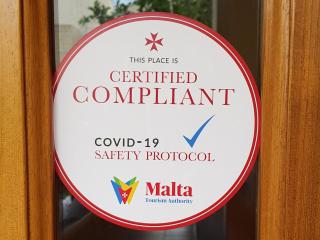 THIS PLACE IS
CERTIFIED
COMPLIANT
COVID-19
SAFETY PROTOCOL
Malta
Tourism Authority